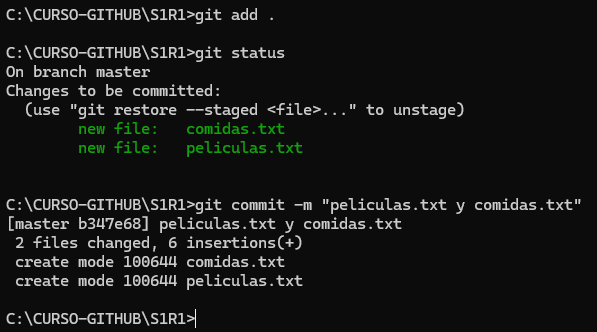 C:\CURSO-GITHUB\S1R1>git add .
C:\CURSO-GITHUB\S1R1>git status
On branch master
Changes to be committed:
  (use "git restore --staged <file>..." to unstage)
        new file:   comidas.txt
        new file:   peliculas.txt
C:\CURSO-GITHUB\S1R1>git commit -m "peliculas.txt y comidas.txt"
[master b347e68] peliculas.txt y comidas.txt
 2 files changed, 6 insertions(+)
 create mode 100644 comidas.txt
 create mode 100644 peliculas.txt
C:\CURSO-GITHUB\S1R1>